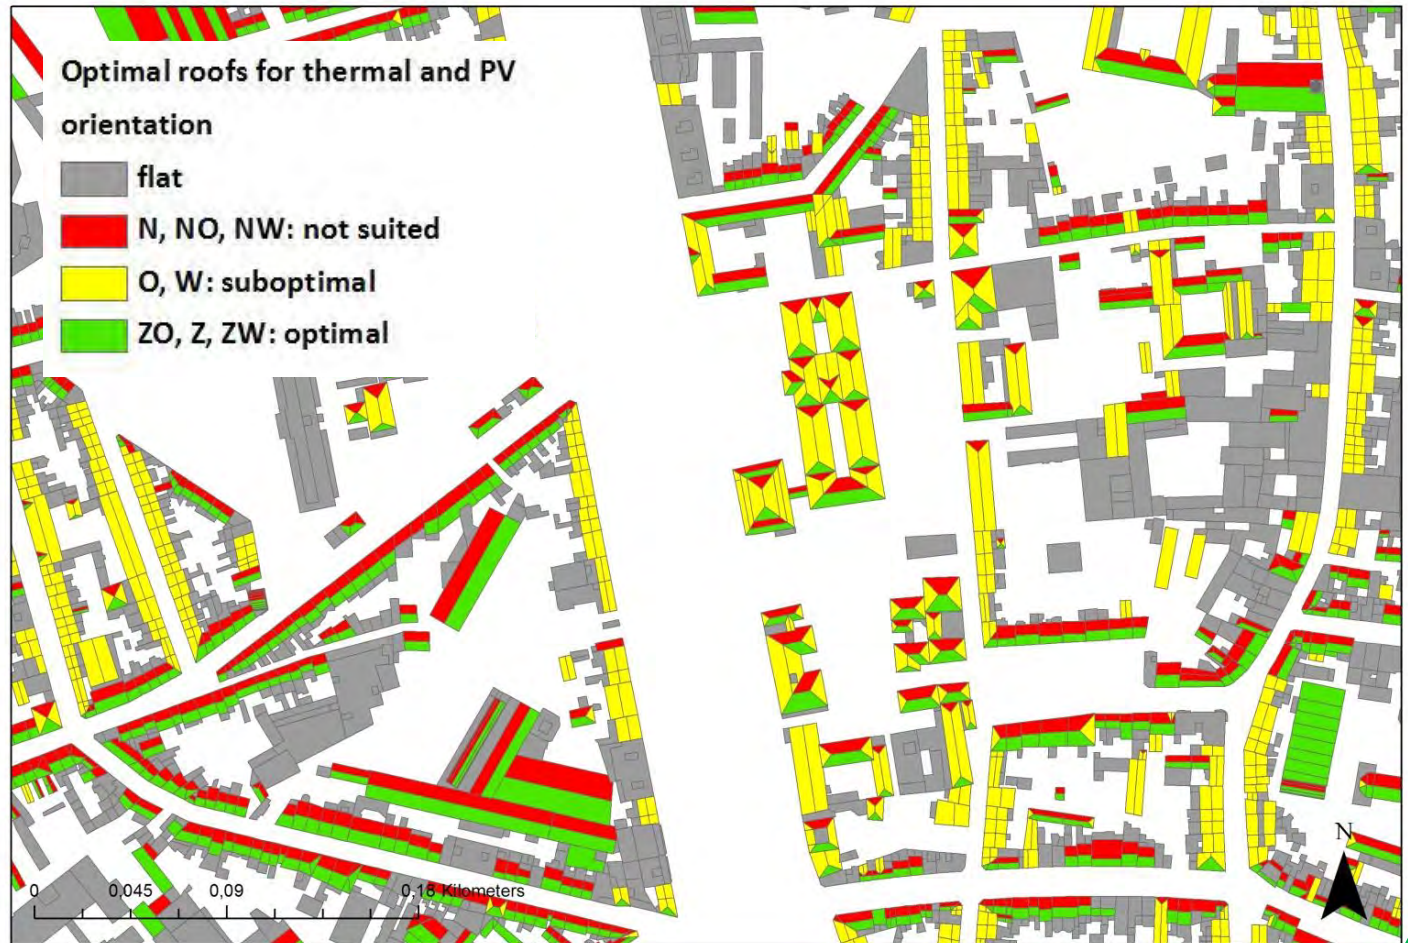 Optimal roofs for thermal and PV
orientation
flat
N, NO, NW: not suited
O, W: suboptimal
ZO, Z, ZW: optimal
N
0 0,045 0,09 0,18 Kilometers